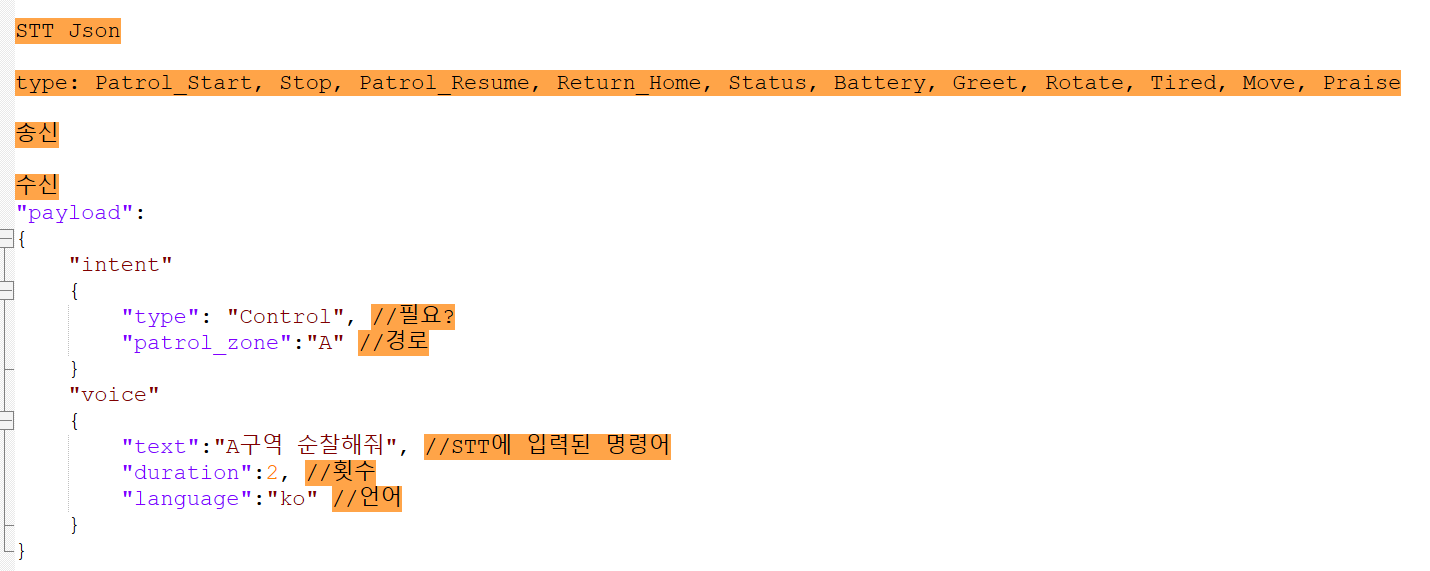 STT Json
type: Patrol_Start, Stop, Patrol_Resume, Return_Home, Status, Battery, Greet, Rotate, Tired, Move, Praise
송신
수신
"payload":
{
"intent"
{
"type": "Control", //필요?
"patrol_zone":"A" //경로
}
"voice"
{
"text":"A구역 순찰해줘", //STT에 입력된 명령어
"duration":2, //횟수
"language":"ko" //언어
}
}